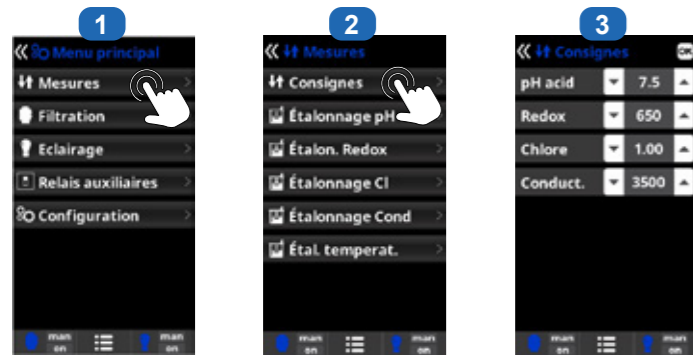 1
Menu principal
Mesures
Filtration
Eclairage
Relais auxiliaires
Configuration
man on
man on
2
Mesures
Consignes
Étalonnage pH
Étalon. Redox
Étalonnage Cl
Étalonnage Cond
Étal. temperat.
man on
man on
3
Consignes OK
pH acid 7.5
Redox 650
Chlore 1.00
Conduct. 3500
man on
man on